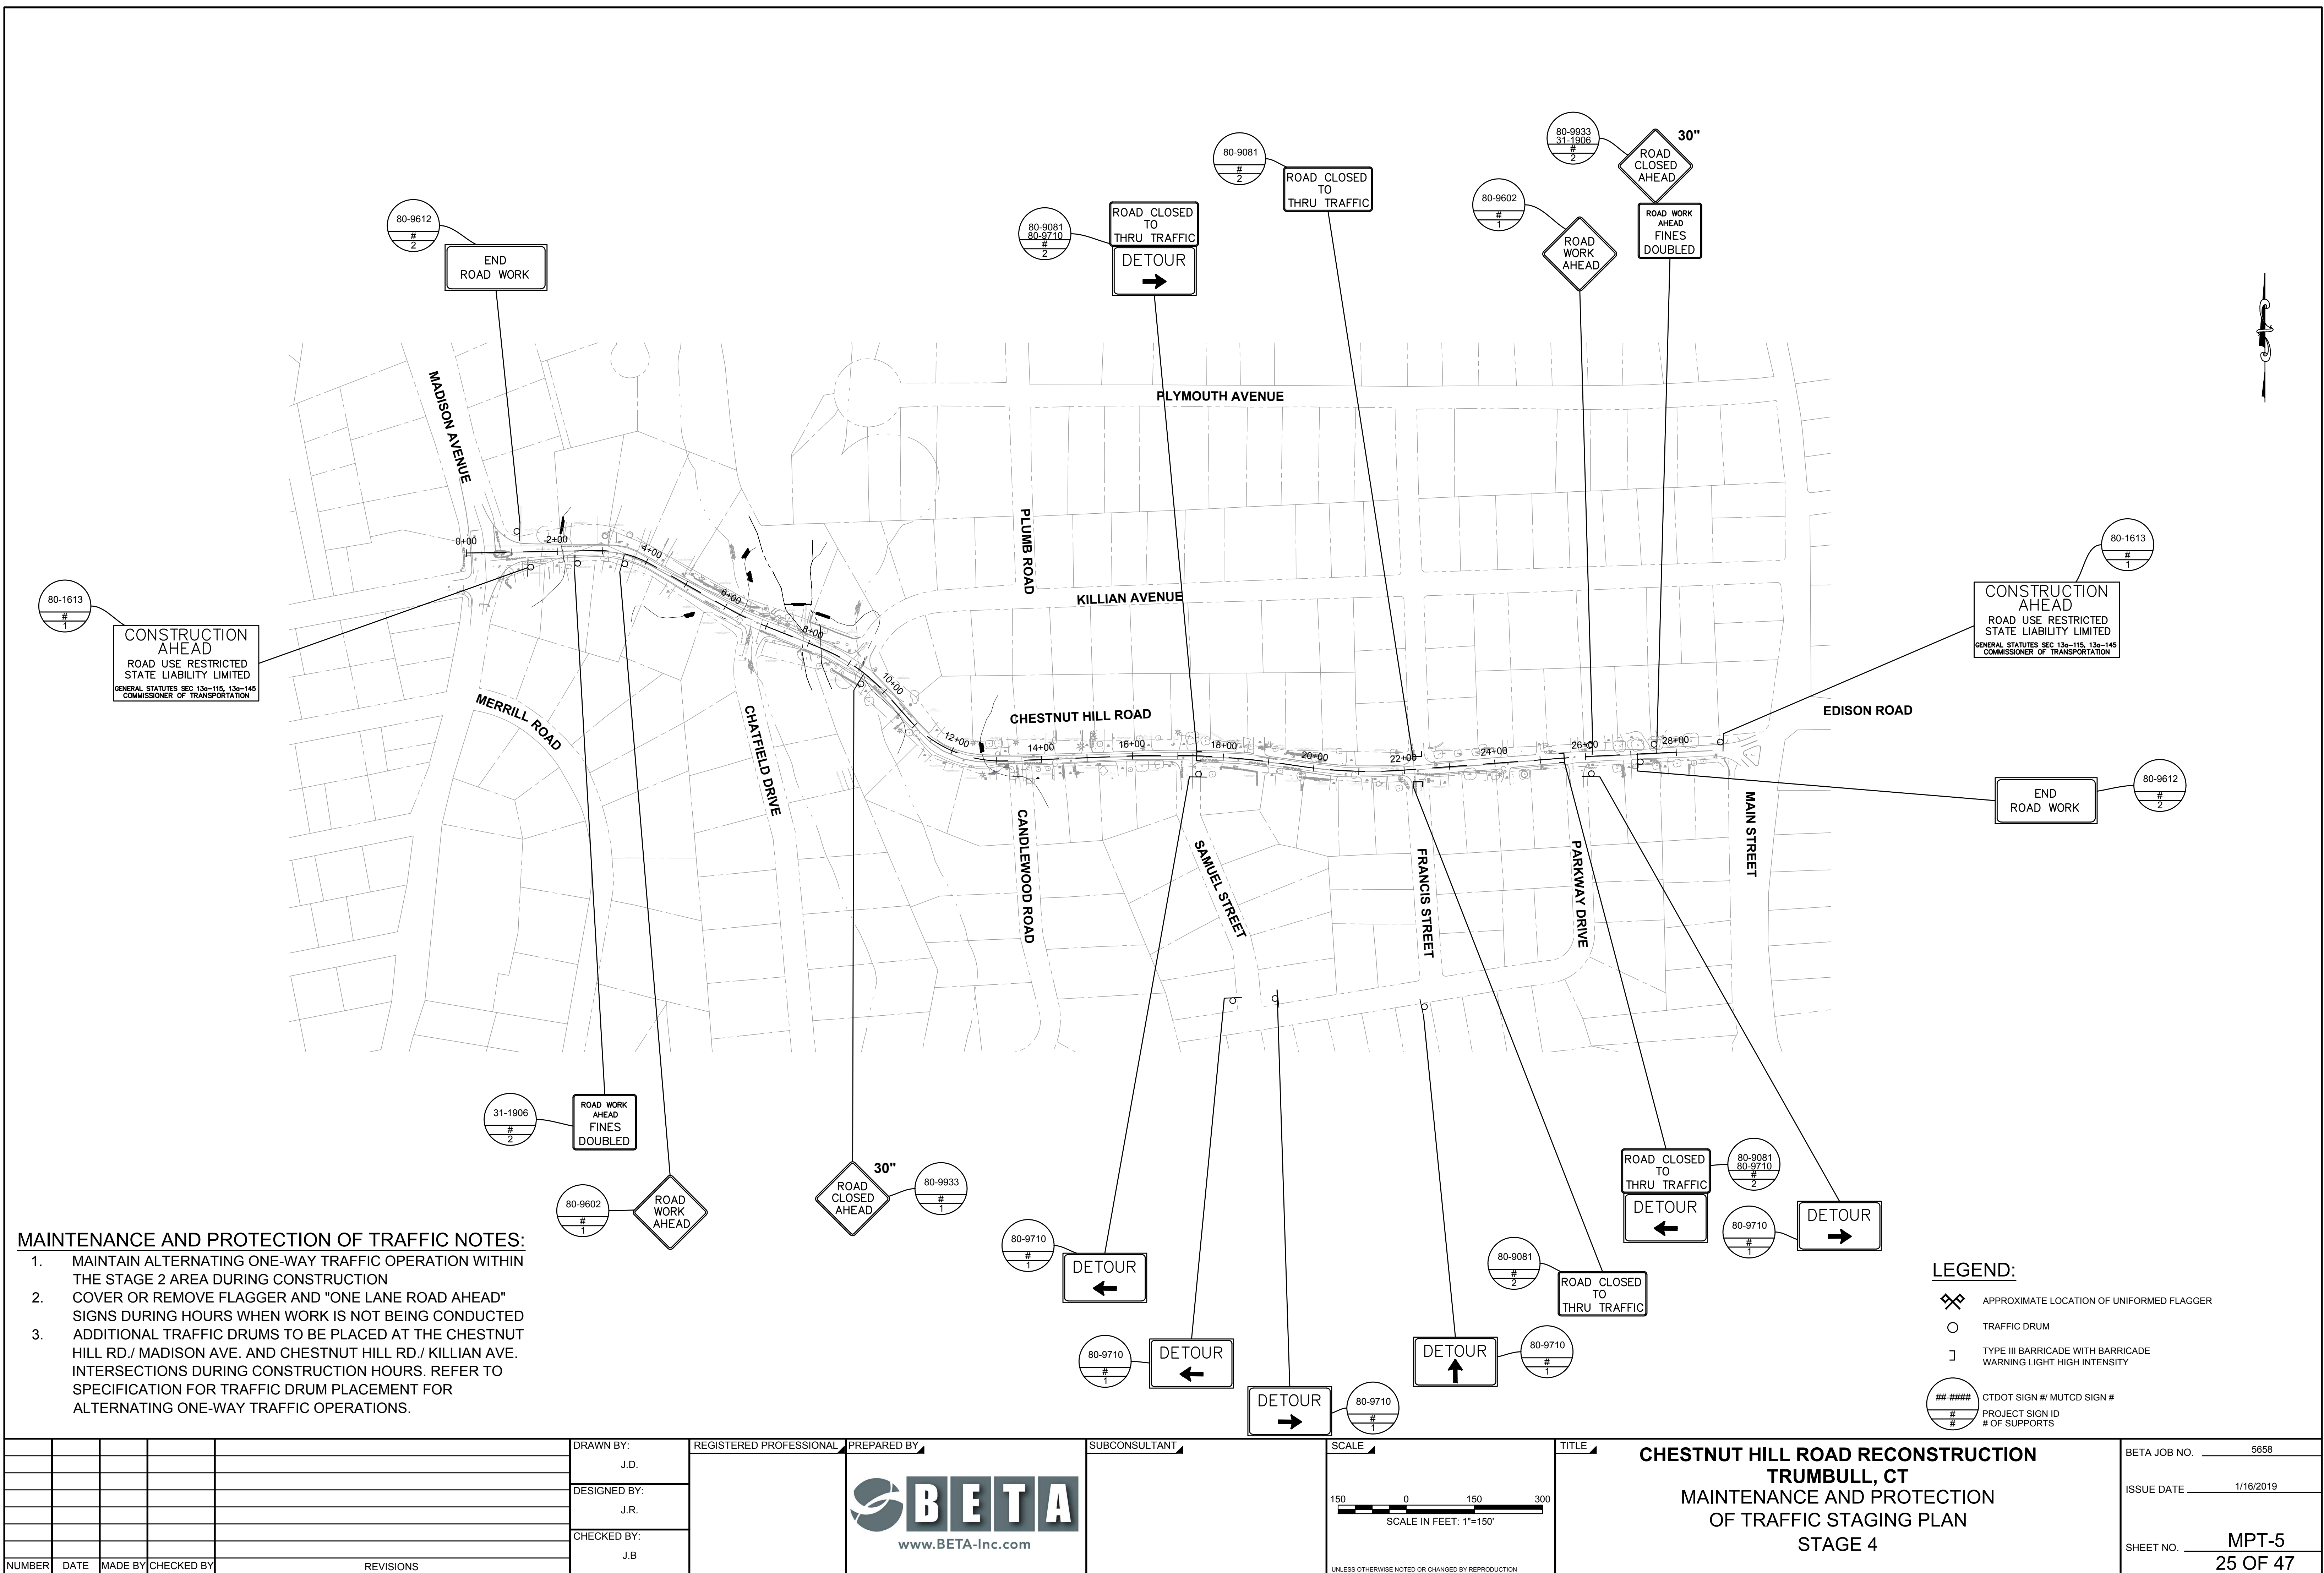 80-9933
31-1906
#
2
ROAD
CLOSED
AHEAD
30"
80-9081
#
2
ROAD CLOSED
TO
THRU TRAFFIC
80-9602
#
1
ROAD
WORK
AHEAD
ROAD WORK
AHEAD
FINES
DOUBLED
80-9612
#
2
END
ROAD WORK
80-9081
80-9710
#
2
ROAD CLOSED
TO
THRU TRAFFIC
DETOUR
MADISON AVENUE
PLYMOUTH AVENUE
PLUMB ROAD
KILLIAN AVENUE
80-1613
#
1
CONSTRUCTION
AHEAD
ROAD USE RESTRICTED
STATE LIABILITY LIMITED
GENERAL STATUTES SEC 13a-115, 13a-145
COMMISSIONER OF TRANSPORTATION
80-1613
#
1
CONSTRUCTION
AHEAD
ROAD USE RESTRICTED
STATE LIABILITY LIMITED
GENERAL STATUTES SEC 13a-115, 13a-145
COMMISSIONER OF TRANSPORTATION
0+00
2+00
4+00
6+00
8+00
10+00
12+00
14+00
16+00
18+00
20+00
22+00
24+00
26+00
28+00
MERRILL ROAD
CHATFIELD DRIVE
CHESTNUT HILL ROAD
EDISON ROAD
CANDLEWOOD ROAD
SAMUEL STREET
FRANCIS STREET
PARKWAY DRIVE
MAIN STREET
END
ROAD WORK
80-9612
#
2
31-1906
#
2
ROAD WORK
AHEAD
FINES
DOUBLED
80-9602
#
1
ROAD
WORK
AHEAD
ROAD
CLOSED
AHEAD
30"
80-9933
#
1
80-9710
#
1
DETOUR
80-9710
#
1
DETOUR
DETOUR
80-9710
#
1
DETOUR
80-9710
#
1
80-9081
#
2
ROAD CLOSED
TO
THRU TRAFFIC
ROAD CLOSED
TO
THRU TRAFFIC
DETOUR
80-9081
80-9710
#
2
80-9710
#
1
DETOUR
MAINTENANCE AND PROTECTION OF TRAFFIC NOTES:
1. MAINTAIN ALTERNATING ONE-WAY TRAFFIC OPERATION WITHIN
THE STAGE 2 AREA DURING CONSTRUCTION
2. COVER OR REMOVE FLAGGER AND "ONE LANE ROAD AHEAD"
SIGNS DURING HOURS WHEN WORK IS NOT BEING CONDUCTED
3. ADDITIONAL TRAFFIC DRUMS TO BE PLACED AT THE CHESTNUT
HILL RD./ MADISON AVE. AND CHESTNUT HILL RD./ KILLIAN AVE.
INTERSECTIONS DURING CONSTRUCTION HOURS. REFER TO
SPECIFICATION FOR TRAFFIC DRUM PLACEMENT FOR
ALTERNATING ONE-WAY TRAFFIC OPERATIONS.
LEGEND:
APPROXIMATE LOCATION OF UNIFORMED FLAGGER
TRAFFIC DRUM
TYPE III BARRICADE WITH BARRICADE
WARNING LIGHT HIGH INTENSITY
##-#### CTDOT SIGN #/ MUTCD SIGN #
# PROJECT SIGN ID
# # OF SUPPORTS
NUMBER DATE MADE BY CHECKED BY REVISIONS
DRAWN BY:
J.D.
DESIGNED BY:
J.R.
CHECKED BY:
J.B
REGISTERED PROFESSIONAL
PREPARED BY
BETA
www.BETA-Inc.com
SUBCONSULTANT
SCALE
150 0 150 300
SCALE IN FEET: 1"=150'
UNLESS OTHERWISE NOTED OR CHANGED BY REPRODUCTION
TITLE
CHESTNUT HILL ROAD RECONSTRUCTION
TRUMBULL, CT
MAINTENANCE AND PROTECTION
OF TRAFFIC STAGING PLAN
STAGE 4
BETA JOB NO. 5658
ISSUE DATE 1/16/2019
SHEET NO. MPT-5
25 OF 47